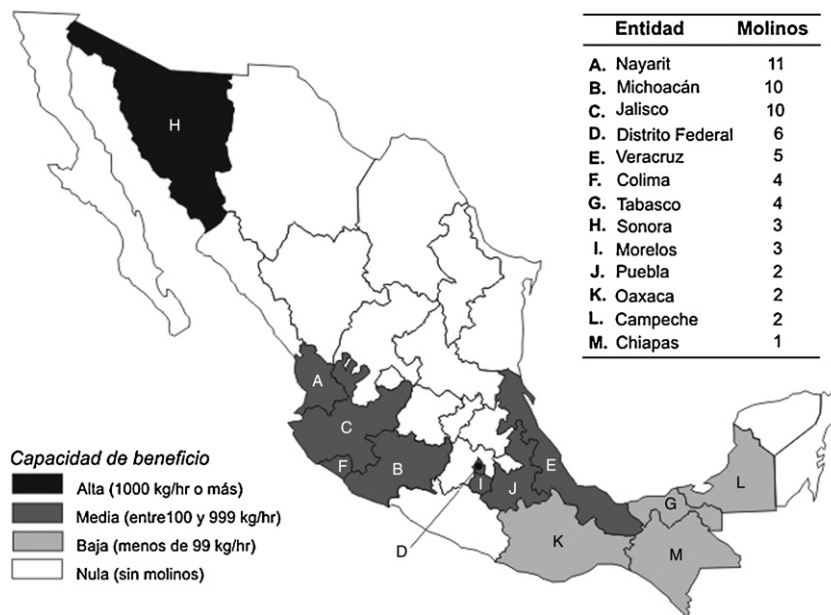 Entidad Molinos
A. Nayarit 11
B. Michoacán 10
C. Jalisco 10
D. Distrito Federal 6
E. Veracruz 5
F. Colima 4
G. Tabasco 4
H. Sonora 3
I. Morelos 3
J. Puebla 2
K. Oaxaca 2
L. Campeche 2
M. Chiapas 1
H
A
C
F
B
I
J
E
D
K
G
L
M
Capacidad de beneficio
Alta (1000 kg/hr o más)
Media (entre100 y 999 kg/hr)
Baja (menos de 99 kg/hr)
Nula (sin molinos)